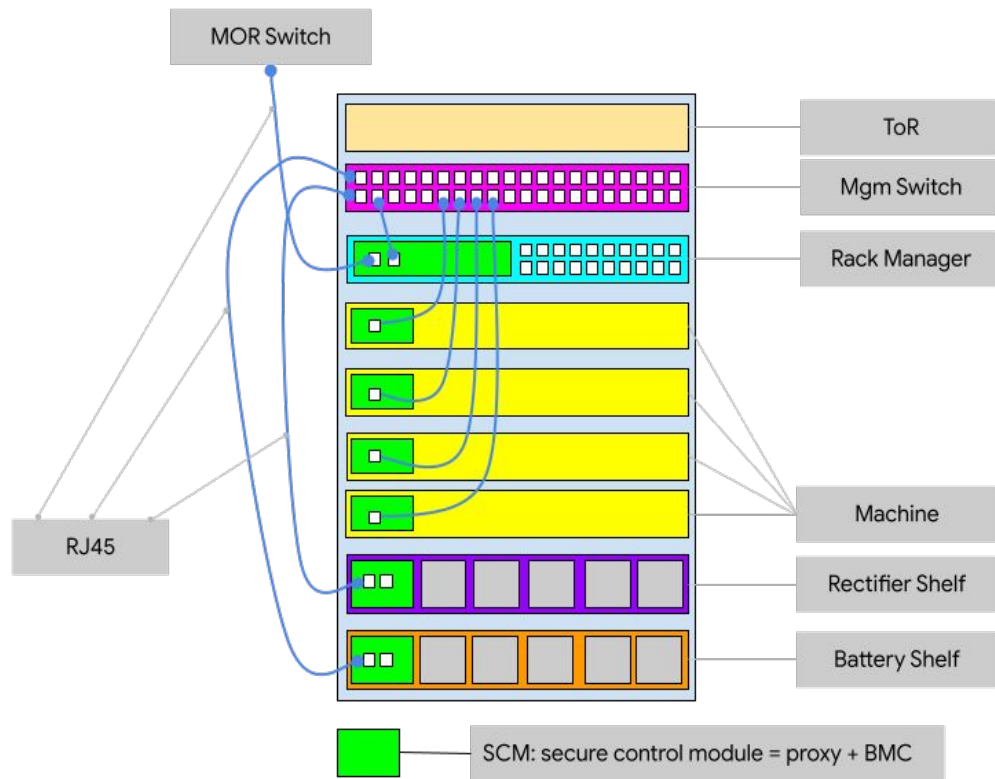 MOR Switch
ToR
Mgm Switch
Rack Manager
Machine
RJ45
Rectifier Shelf
Battery Shelf
SCM: secure control module = proxy + BMC